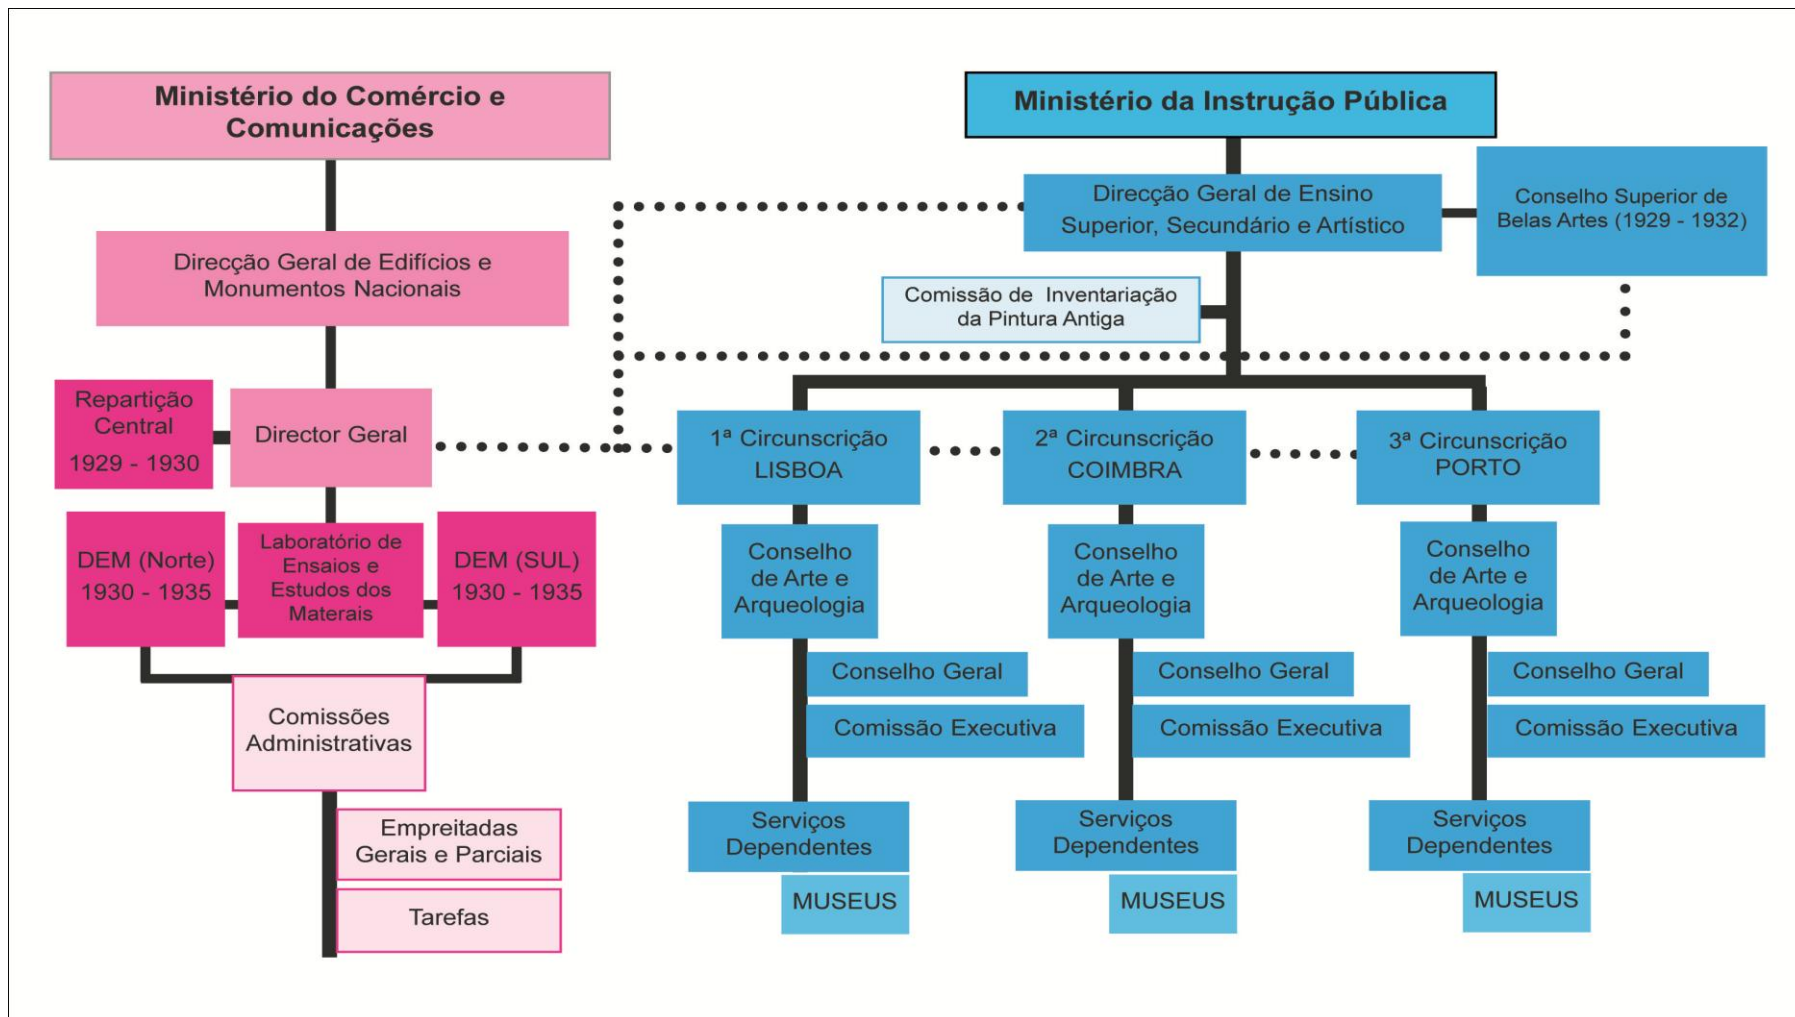 Ministério do Comércio e
Comunicações
Direcção Geral de Edifícios e
Monumentos Nacionais
Repartição
Central
1929 - 1930
Director Geral
DEM (Norte)
1930 - 1935
Laboratório de
Ensaios e
Estudos dos
Materais
DEM (SUL)
1930 - 1935
Comissões
Administrativas
Empreitadas
Gerais e Parciais
Tarefas
Ministério da Instrução Pública
Direcção Geral de Ensino
Superior, Secundário e Artístico
Conselho Superior de
Belas Artes (1929 - 1932)
Comissão de Inventariação
da Pintura Antiga
1ª Circunscrição
LISBOA
Conselho
de Arte e
Arqueologia
Conselho Geral
Comissão Executiva
Serviços
Dependentes
MUSEUS
2ª Circunscrição
COIMBRA
Conselho
de Arte e
Arqueologia
Conselho Geral
Comissão Executiva
Serviços
Dependentes
MUSEUS
3ª Circunscrição
PORTO
Conselho
de Arte e
Arqueologia
Conselho Geral
Comissão Executiva
Serviços
Dependentes
MUSEUS